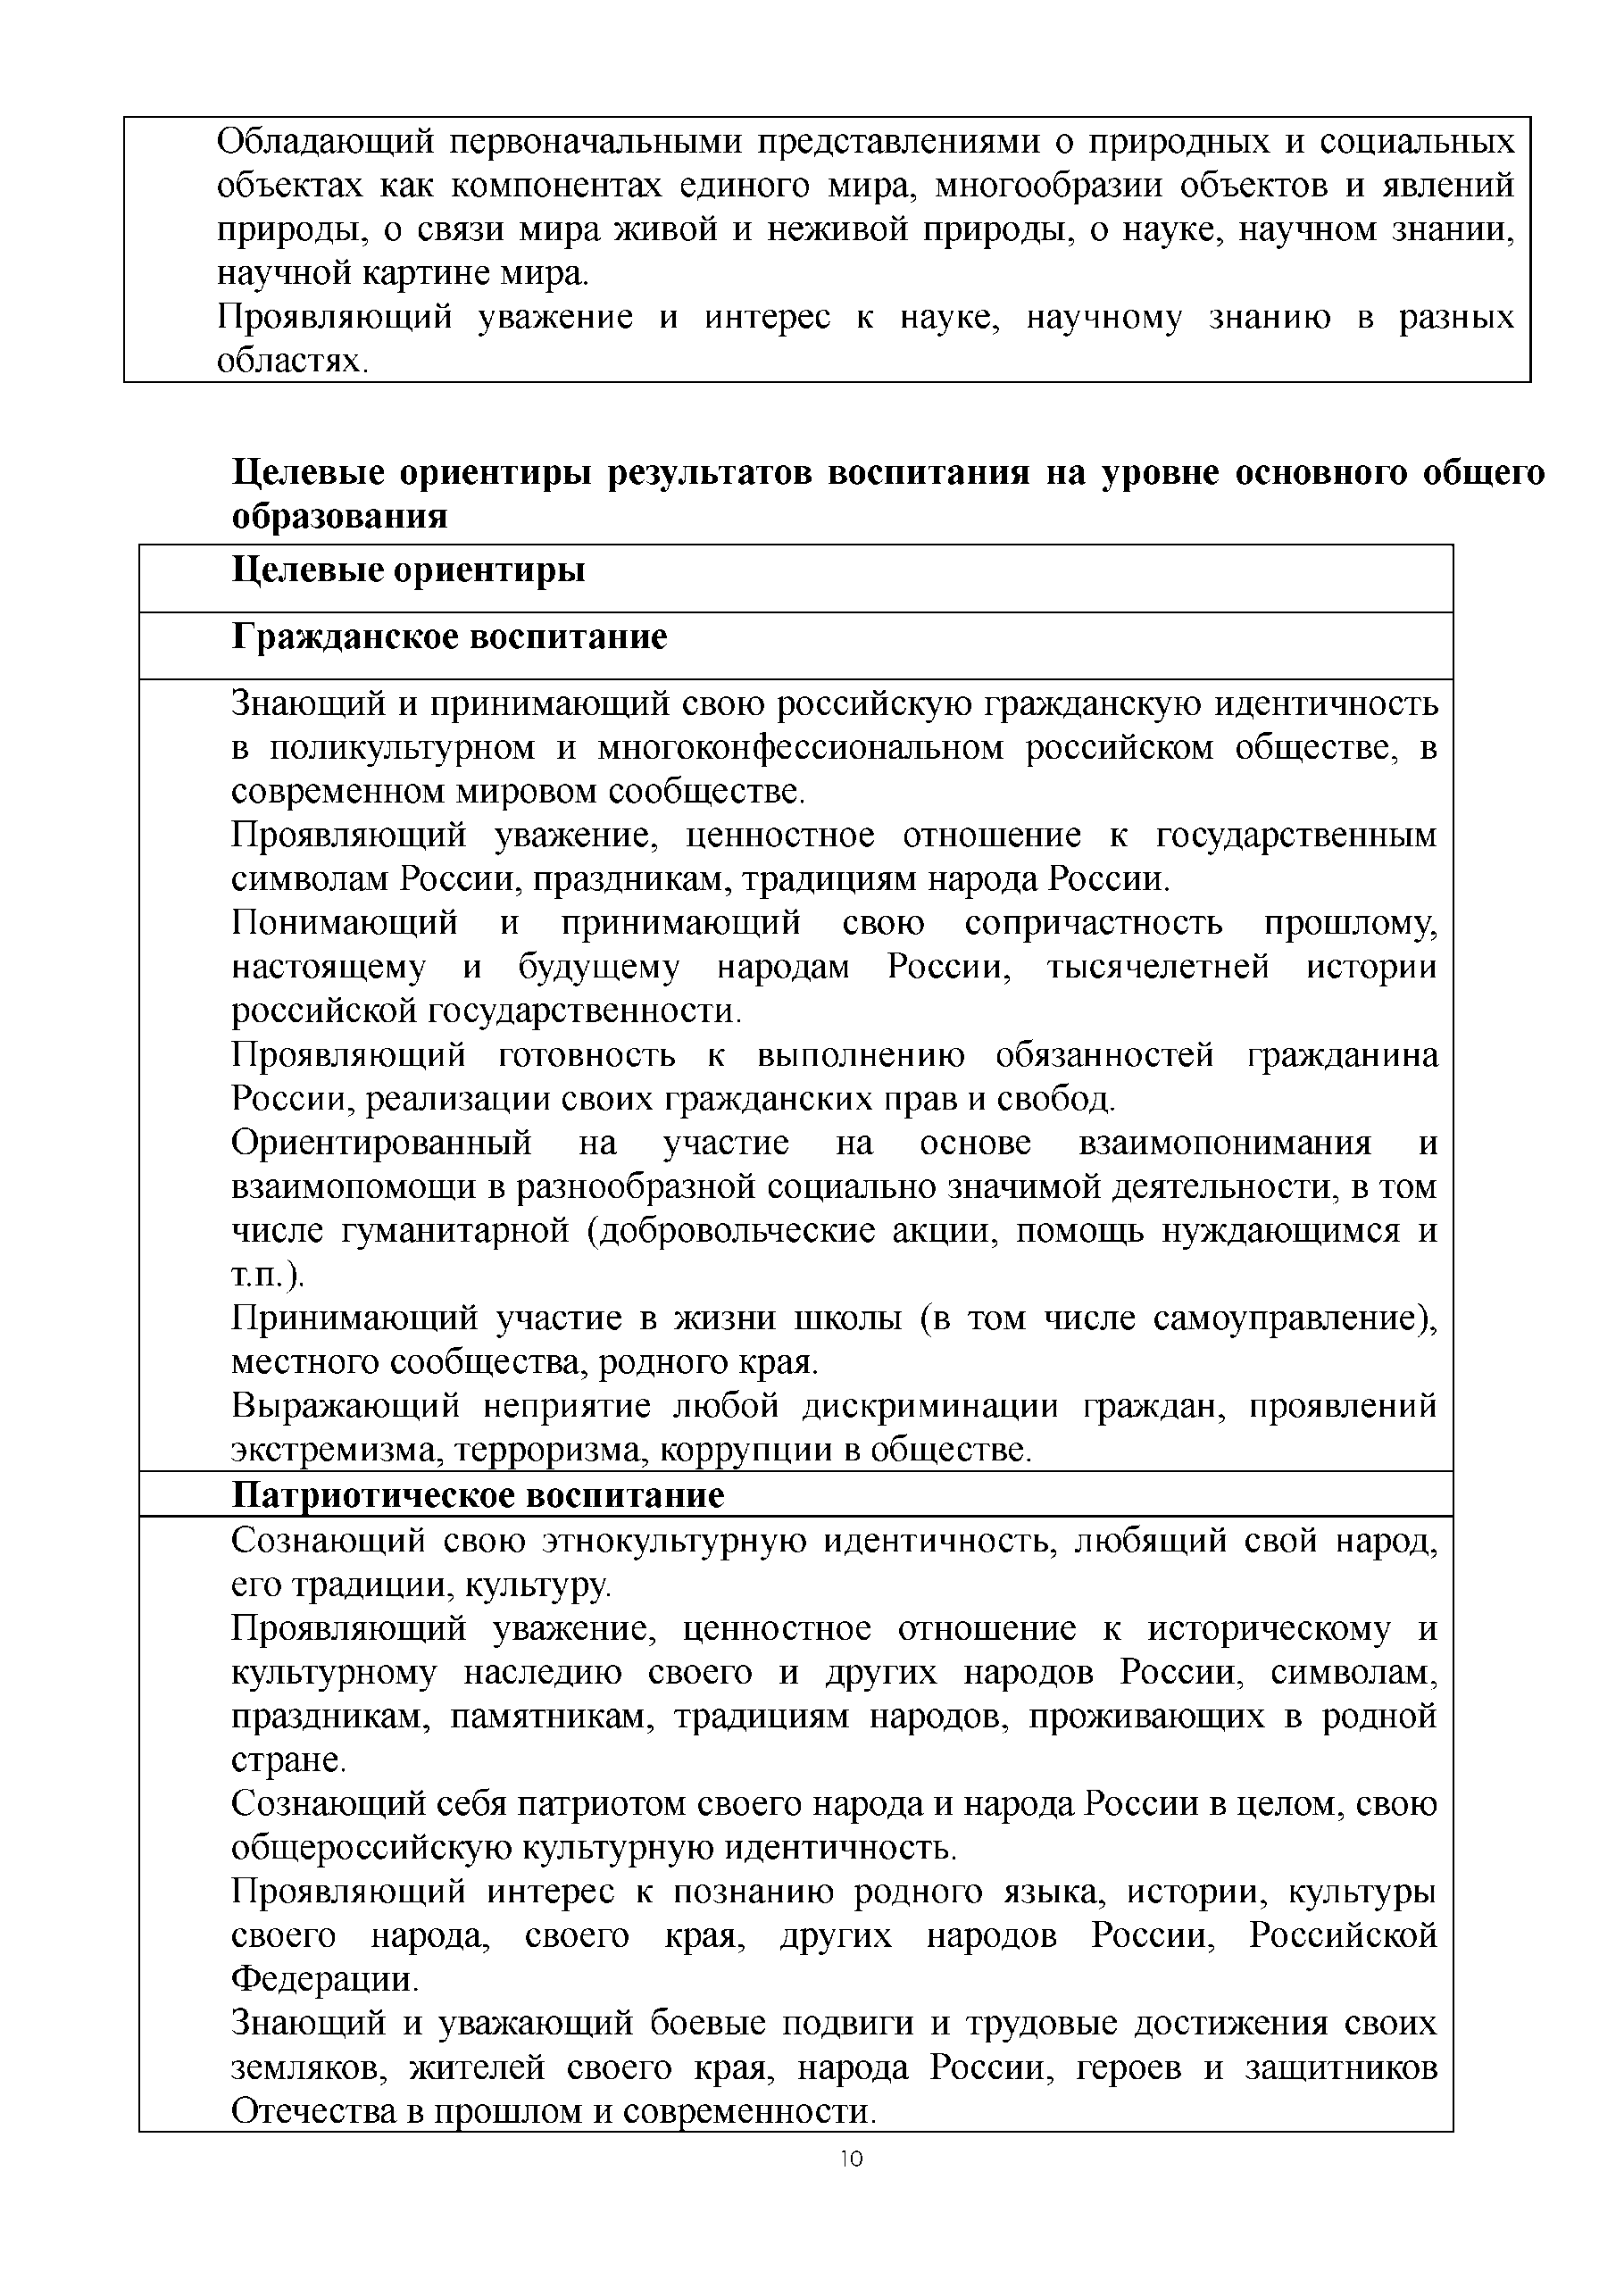 Обладающий первоначальными представлениями о природных и социальных
объектах как компонентах единого мира, многообразии объектов и явлений
природы, о связи мира живой и неживой природы, о науке, научном знании,
научной картине мира.
Проявляющий уважение и интерес к науке, научному знанию в разных
областях.
Целевые ориентиры результатов воспитания на уровне основного общего
образования
Целевые ориентиры
Гражданское воспитание
Знающий и принимающий свою российскую гражданскую идентичность
в поликультурном и многоконфессиональном российском обществе, в
современном мировом сообществе.
Проявляющий уважение, ценностное отношение к государственным
символам России, праздникам, традициям народа России.
Понимающий и принимающий свою сопричастность прошлому,
настоящему и будущему народам России, тысячелетней истории
российской государственности.
Проявляющий готовность к выполнению обязанностей гражданина
России, реализации своих гражданских прав и свобод.
Ориентированный на участие на основе взаимопонимания и
взаимопомощи в разнообразной социально значимой деятельности, в том
числе гуманитарной (добровольческие акции, помощь нуждающимся и
т.п.).
Принимающий участие в жизни школы (в том числе самоуправление),
местного сообщества, родного края.
Выражающий неприятие любой дискриминации граждан, проявлений
экстремизма, терроризма, коррупции в обществе.
Патриотическое воспитание
Сознающий свою этнокультурную идентичность, любящий свой народ,
его традиции, культуру.
Проявляющий уважение, ценностное отношение к историческому и
культурному наследию своего и других народов России, символам,
праздникам, памятникам, традициям народов, проживающих в родной
стране.
Сознающий себя патриотом своего народа и народа России в целом, свою
общероссийскую культурную идентичность.
Проявляющий интерес к познанию родного языка, истории, культуры
своего народа, своего края, других народов России, Российской
Федерации.
Знающий и уважающий боевые подвиги и трудовые достижения своих
земляков, жителей своего края, народа России, героев и защитников
Отечества в прошлом и современности.
10